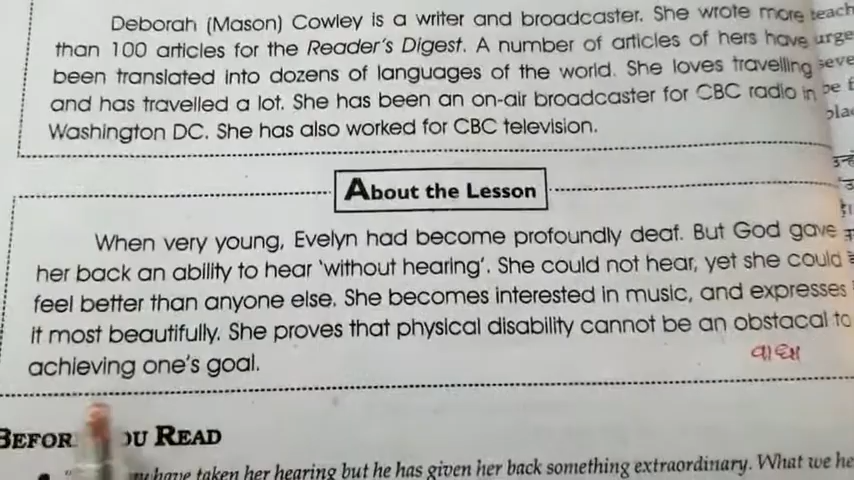 Deborah (Mason) Cowley is a writer and broadcaster. She wrote more
than 100 articles for the Reader's Digest. A number of articles of hers have
been translated into dozens of languages of the world. She loves travelling
and has travelled a lot. She has been an on-air broadcaster for CBC radio in
Washington DC. She has also worked for CBC television.
teach
urge
About the Lesson
When very young, Evelyn had become profoundly deaf. But God gave
her back an ability to hear 'without hearing'. She could not hear, yet she could
feel better than anyone else. She becomes interested in music, and expresses
it most beautifully. She proves that physical disability cannot be an obstacal to
achieving one's goal.
READ
have taken her hearing but he has given her back something extraordinary. What we he